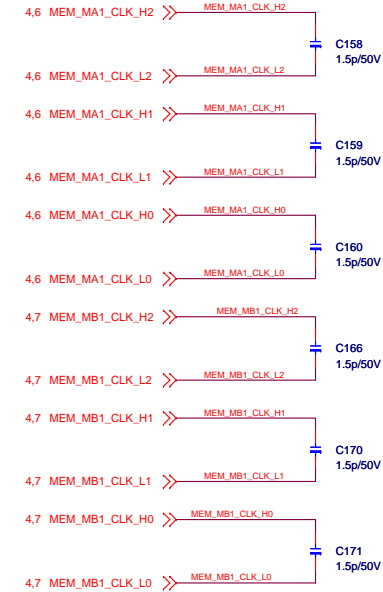 4,6 MEM_MA1_CLK_H2 MEM_MA1_CLK_H2
C158
1.5p/50V
4,6 MEM_MA1_CLK_L2 MEM_MA1_CLK_L2
4,6 MEM_MA1_CLK_H1 MEM_MA1_CLK_H1
C159
1.5p/50V
4,6 MEM_MA1_CLK_L1 MEM_MA1_CLK_L1
4,6 MEM_MA1_CLK_H0 MEM_MA1_CLK_H0
C160
1.5p/50V
4,6 MEM_MA1_CLK_L0 MEM_MA1_CLK_L0
4,7 MEM_MB1_CLK_H2 MEM_MB1_CLK_H2
C166
1.5p/50V
4,7 MEM_MB1_CLK_L2 MEM_MB1_CLK_L2
4,7 MEM_MB1_CLK_H1 MEM_MB1_CLK_H1
C170
1.5p/50V
4,7 MEM_MB1_CLK_L1 MEM_MB1_CLK_L1
4,7 MEM_MB1_CLK_H0 MEM_MB1_CLK_H0
C171
1.5p/50V
4,7 MEM_MB1_CLK_L0 MEM_MB1_CLK_L0